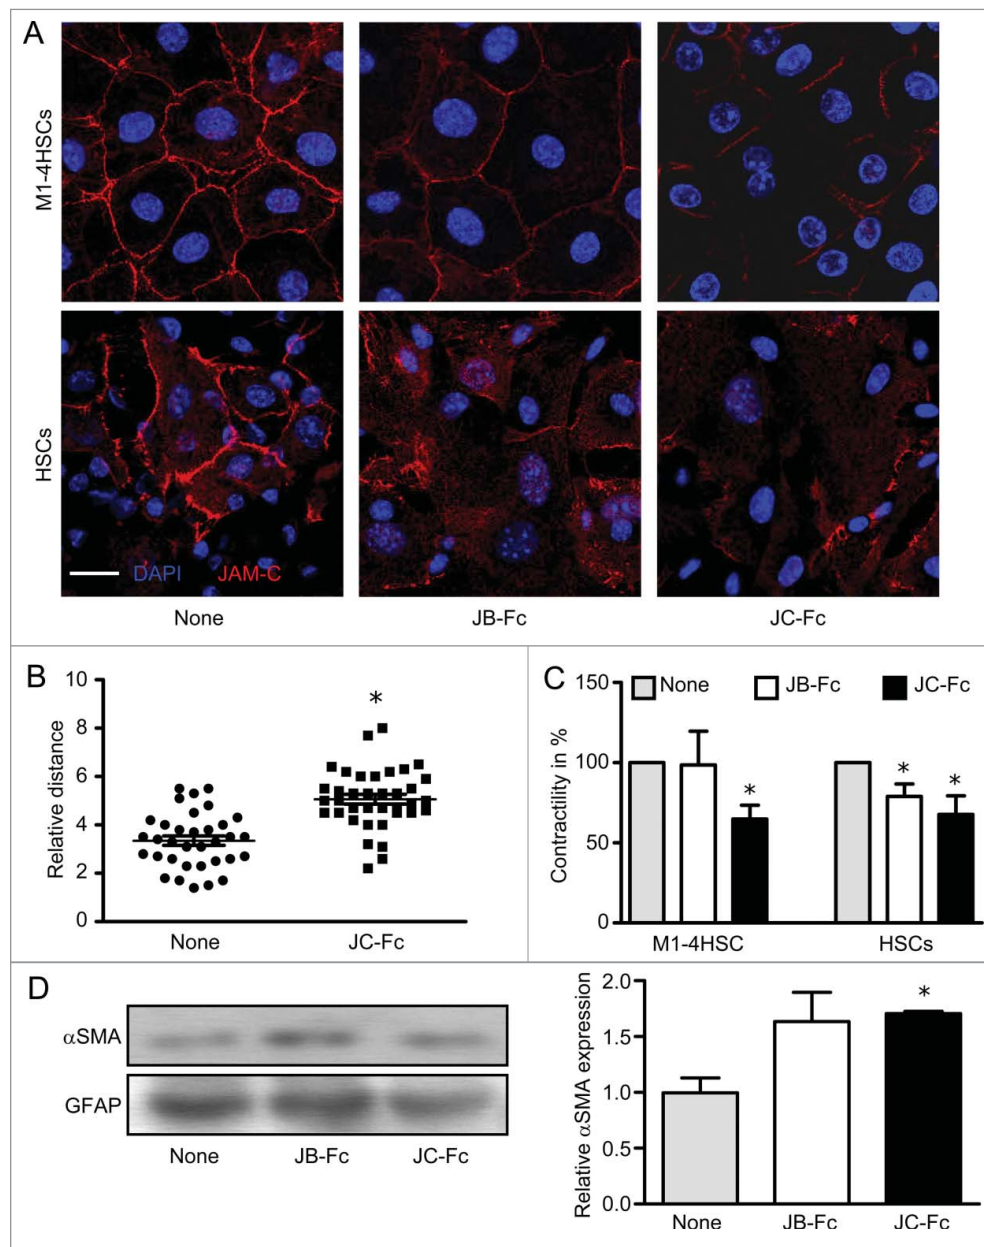 A
M1-4HSCs
HSCs
DAPI JAM-C
None JB-Fc JC-Fc
B
Relative distance
10
8
6
4
2
0
*
None JC-Fc
C
Contractility in %
150
100
50
0
None JB-Fc JC-Fc
*
* *
M1-4HSC HSCs
D
αSMA
GFAP
None JB-Fc JC-Fc
Relative αSMA expression
2.0
1.5
1.0
0.5
0.0
*
None JB-Fc JC-Fc